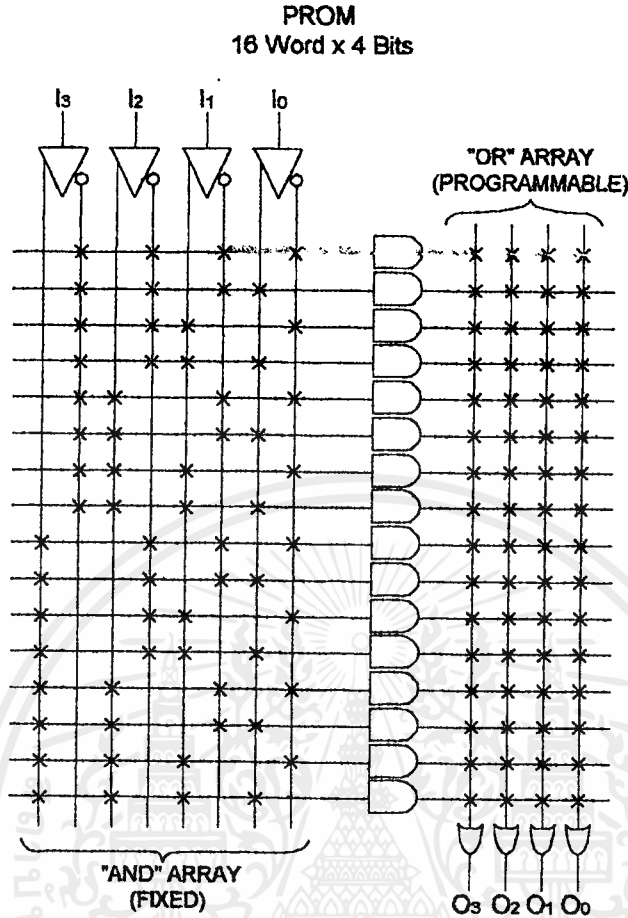 PROM
16 Word x 4 Bits
I3 I2 I1 I0
"OR" ARRAY
(PROGRAMMABLE)
"AND" ARRAY
(FIXED)
O3 O2 O1 O0